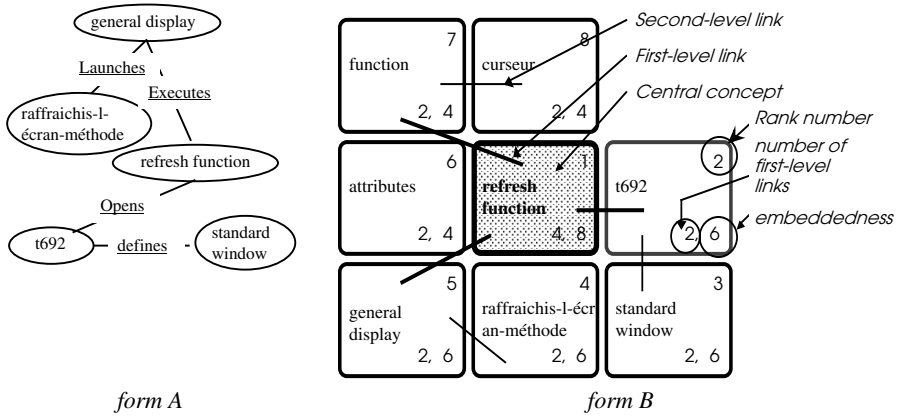 general display
Launches
Executes
raffraichis-l-
écran-méthode
refresh function
Opens
t692
defines
standard
window
form A
7
function
2, 4
8
curseur
2, 4
Second-level link
First-level link
Central concept
Rank number
number of
first-level
links
embeddedness
6
attributes
2, 4
1
refresh
function
4, 8
2
t692
2, 6
5
general
display
2, 6
4
raffraichis-l-écr
an-méthode
2, 6
3
standard
window
2, 6
form B